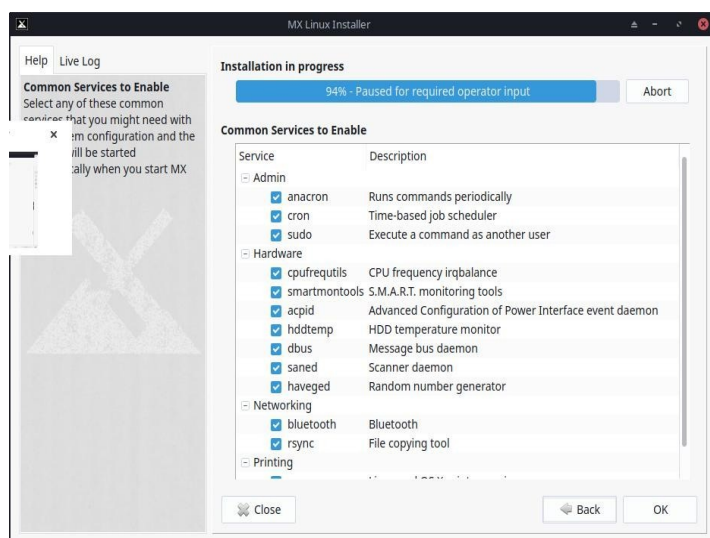 MX Linux Installer
Help Live Log
Common Services to Enable
Select any of these common
services that you might need with
em configuration and the
ill be started
cally when you start MX
Installation in progress
94% - Paused for required operator input
Abort
Common Services to Enable
Service Description
Admin
anacron Runs commands periodically
cron Time-based job scheduler
sudo Execute a command as another user
Hardware
cpufrequtils CPU frequency irqbalance
smartmontools S.M.A.R.T. monitoring tools
acpid Advanced Configuration of Power Interface event daemon
hddtemp HDD temperature monitor
dbus Message bus daemon
saned Scanner daemon
haveged Random number generator
Networking
bluetooth Bluetooth
rsync File copying tool
Printing
Close Back OK